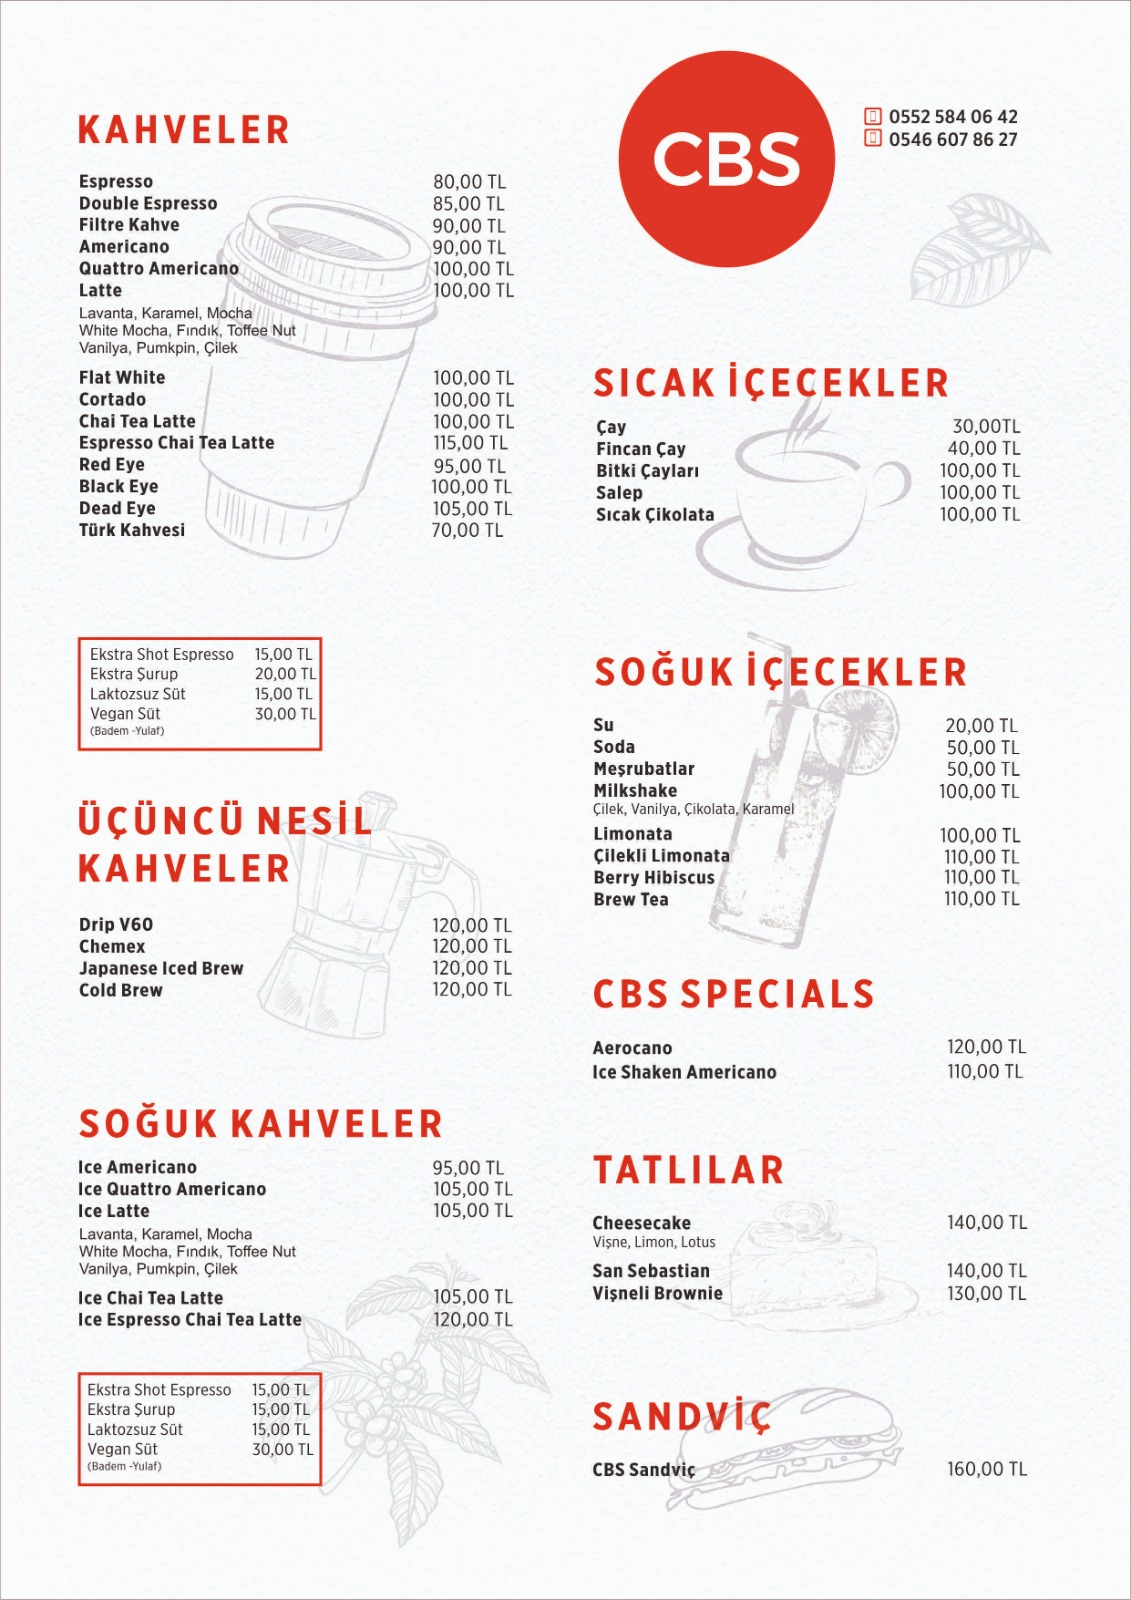 KAHVELER
Espresso 80,00 TL
Double Espresso 85,00 TL
Filtre Kahve 90,00 TL
Americano 90,00 TL
Quattro Americano 100,00 TL
Latte 100,00 TL
Lavanta, Karamel, Mocha
White Mocha, Fındık, Toffee Nut
Vanilya, Pumkpin, Çilek
Flat White 100,00 TL
Cortado 100,00 TL
Chai Tea Latte 100,00 TL
Espresso Chai Tea Latte 115,00 TL
Red Eye 95,00 TL
Black Eye 100,00 TL
Dead Eye 105,00 TL
Türk Kahvesi 70,00 TL
Ekstra Shot Espresso 15,00 TL
Ekstra Şurup 20,00 TL
Laktozsuz Süt 15,00 TL
Vegan Süt 30,00 TL
(Badem -Yulaf)
ÜÇÜNCÜ NESİL
KAHVELER
Drip V60 120,00 TL
Chemex 120,00 TL
Japanese Iced Brew 120,00 TL
Cold Brew 120,00 TL
SOĞUK KAHVELER
Ice Americano 95,00 TL
Ice Quattro Americano 105,00 TL
Ice Latte 105,00 TL
Lavanta, Karamel, Mocha
White Mocha, Fındık, Toffee Nut
Vanilya, Pumkpin, Çilek
Ice Chai Tea Latte 105,00 TL
Ice Espresso Chai Tea Latte 120,00 TL
Ekstra Shot Espresso 15,00 TL
Ekstra Şurup 15,00 TL
Laktozsuz Süt 15,00 TL
Vegan Süt 30,00 TL
(Badem -Yulaf)
CBS
0552 584 06 42
0546 607 86 27
SICAK İÇECEKLER
Çay 30,00TL
Fincan Çay 40,00 TL
Bitki Çayları 100,00 TL
Salep 100,00 TL
Sıcak Çikolata 100,00 TL
SOĞUK İÇECEKLER
Su 20,00 TL
Soda 50,00 TL
Meşrubatlar 50,00 TL
Milkshake 100,00 TL
Çilek, Vanilya, Çikolata, Karamel
Limonata 100,00 TL
Çilekli Limonata 110,00 TL
Berry Hibiscus 110,00 TL
Brew Tea 110,00 TL
CBS SPECIALS
Aerocano 120,00 TL
Ice Shaken Americano 110,00 TL
TATLILAR
Cheesecake 140,00 TL
Vişne, Limon, Lotus
San Sebastian 140,00 TL
Vişneli Brownie 130,00 TL
SANDVİÇ
CBS Sandviç 160,00 TL